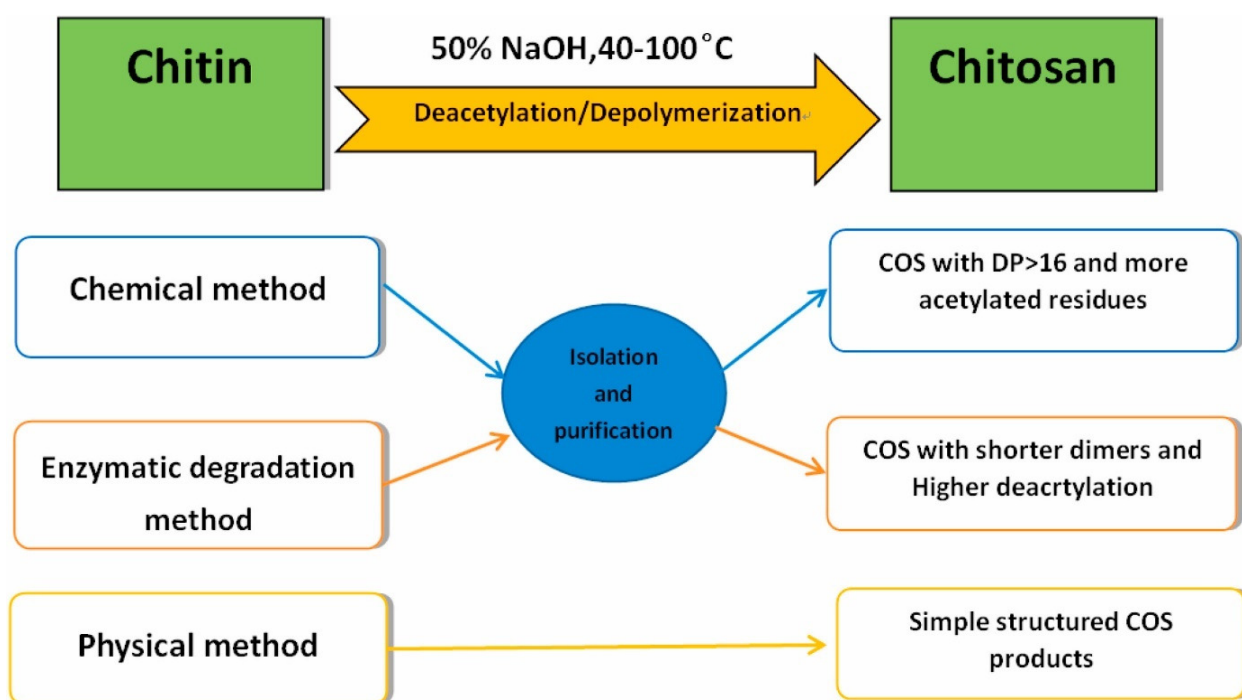 Chitin
50% NaOH,40-100°C
Deacetylation/Depolymerization
Chitosan
Chemical method
Isolation
and
purification
COS with DP>16 and more
acetylated residues
Enzymatic degradation
method
COS with shorter dimers and
Higher deacrtylation
Physical method
Simple structured COS
products